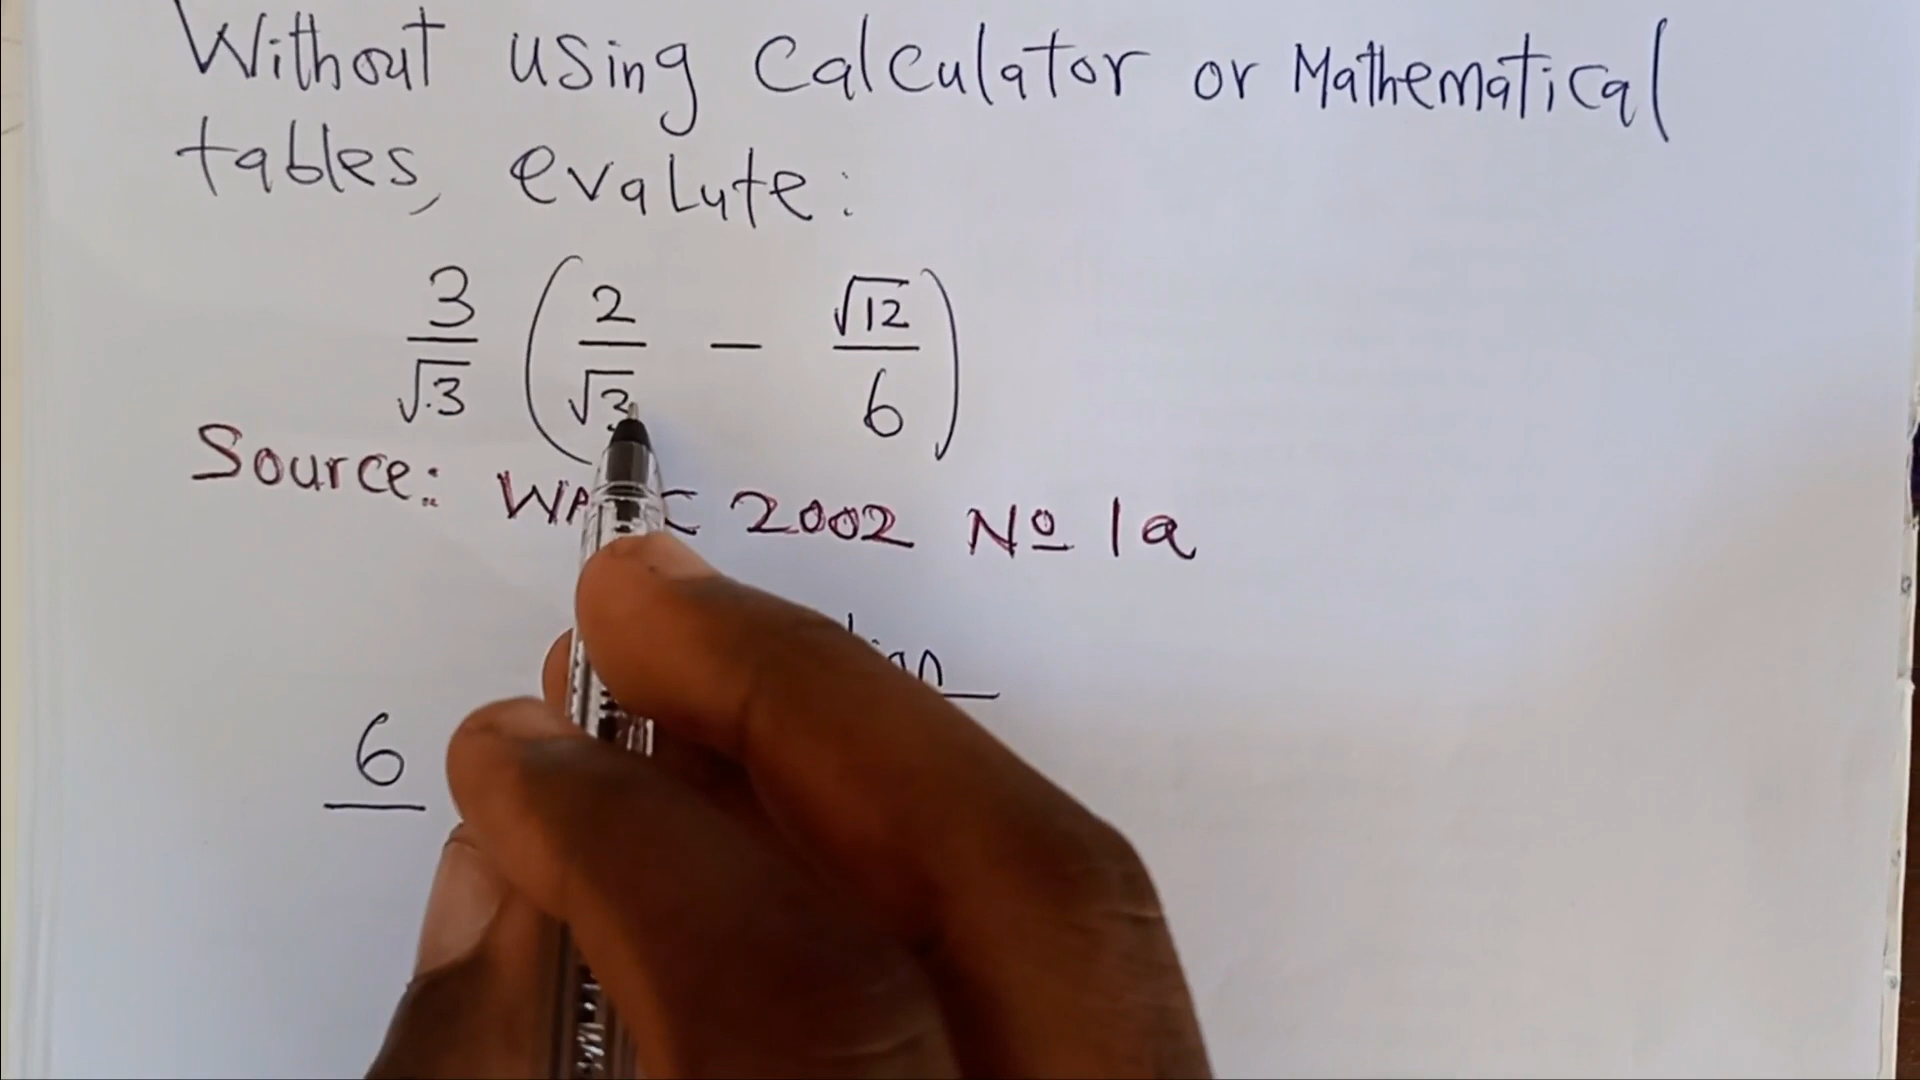 Without using Calculator or Mathematical
tables, evalute:
3/√3 (2/√3 - √12/6)
Source: 2002 No 1a
6